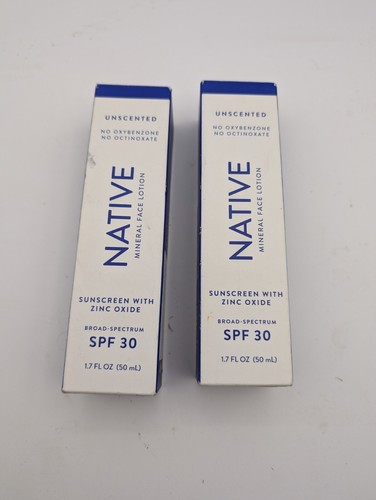 UNSCENTED
NO OXYBENZONE
NO OCTINOXATE
NATIVE
MINERAL FACE LOTION
SUNSCREEN WITH
ZINC OXIDE
BROAD-SPECTRUM
SPF 30
1.7 FL OZ (50 mL)
UNSCENTED
NO OXYBENZONE
NO OCTINOXATE
NATIVE
MINERAL FACE LOTION
SUNSCREEN WITH
ZINC OXIDE
BROAD-SPECTRUM
SPF 30
1.7 FL OZ (50 mL)